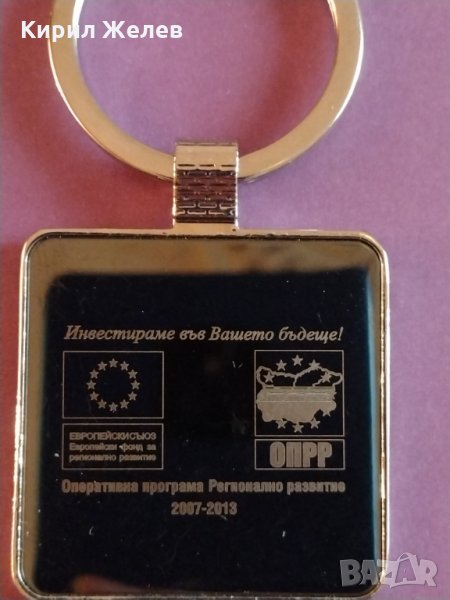 Кирил Желев
Инвестираме във Вашето бъдеще!
ЕВРОПЕЙСКИ СЪЮЗ
Европейски фонд за
регионално развитие
ОПРР
Оперативна програма Регионално развитие
2007-2013
BAZAR